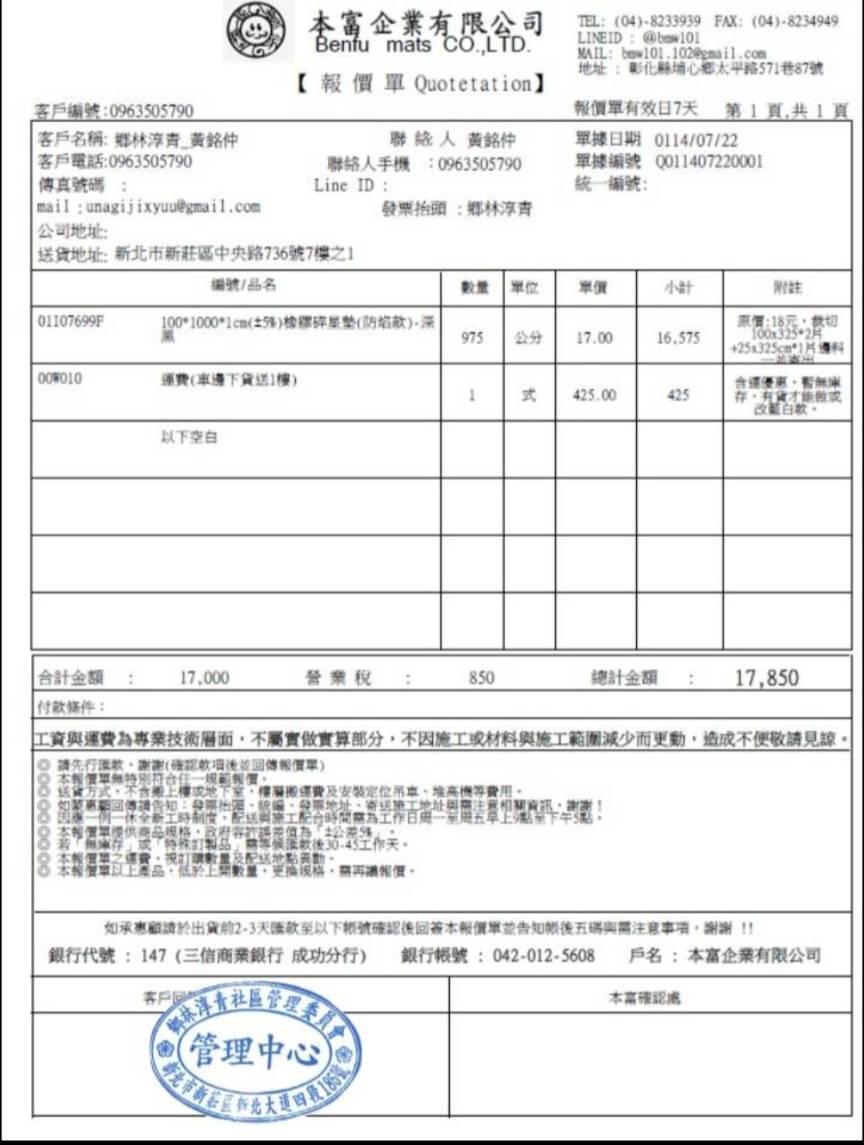 本富企業有限公司
Benfu mats CO.,LTD.
TEL: (04)-8233939 FAX: (04)-8234949
LINEID : @bmw101
MAIL: bmw101.102@gmail.com
地址 : 彰化縣埔心鄉太平路571巷87號
【 報 價 單 Quotetation】
客戶編號:0963505790
報價單有效日7天 第 1 頁,共 1 頁
客戶名稱: 鄉林淳青_黃銘仲 聯 絡 人 黃銘仲 單據日期 0114/07/22
客戶電話:0963505790 聯絡人手機 :0963505790 單據編號 Q011407220001
傳真號碼 : Line ID : 統一編號:
mail :unagijixyuu@gmail.com 發票抬頭 :鄉林淳青
公司地址:
送貨地址: 新北市新莊區中央路736號7樓之1
編號/品名 數量 單位 單價 小計 附註
01107699F 100*1000*1cm(±5%)橡膠碎星墊(防焰款)-深黑 975 公分 17.00 16,575 原價:18元，裁切100x325*2片+25x325cm*1片邊料
00W010 運費(車邊下貨送1樓) 1 式 425.00 425 含運優惠，暫無庫存，有貨才能做或改藍白款。
以下空白
合計金額 : 17,000 營 業 稅 : 850 總計金額 : 17,850
付款條件：
工資與運費為專業技術層面，不屬實做實算部分，不因施工或材料與施工範圍減少而更動，造成不便敬請見諒。
◎ 請先行匯款，謝謝(確認款項後並回傳報價單)
◎ 本報價單無特別符合任一規範報價。
◎ 送貨方式，不含搬上樓或地下室，樓層搬運費及安裝定位吊車、堆高機等費用。
◎ 如蒙惠顧回傳請告知：發票抬頭、統編、發票地址、寄送施工地址與需注意相關資訊，謝謝！
◎ 因應一例一休全新工時制度，配送與施工配合時間需為工作日周一至周五早上9點至下午5點。
◎ 本報價單提供商品規格，政府容許誤差值為「±公差5%」。
◎ 若「無庫存」或「特殊訂製品」需等候匯款後30-45工作天。
◎ 本報價單之運費，視訂購數量及配送地點異動。
◎ 本報價單以上產品，低於上開數量，更換規格，需再議報價。
如承惠顧請於出貨前2-3天匯款至以下帳號確認後回簽本報價單並告知帳後五碼與需注意事項，謝謝 !!
銀行代號 : 147 (三信商業銀行 成功分行) 銀行帳號 : 042-012-5608 戶名 : 本富企業有限公司
客戶回 本富確認處
鄉林淳青社區管理委員會
管理中心
新北市新莊區新北大道四段185號